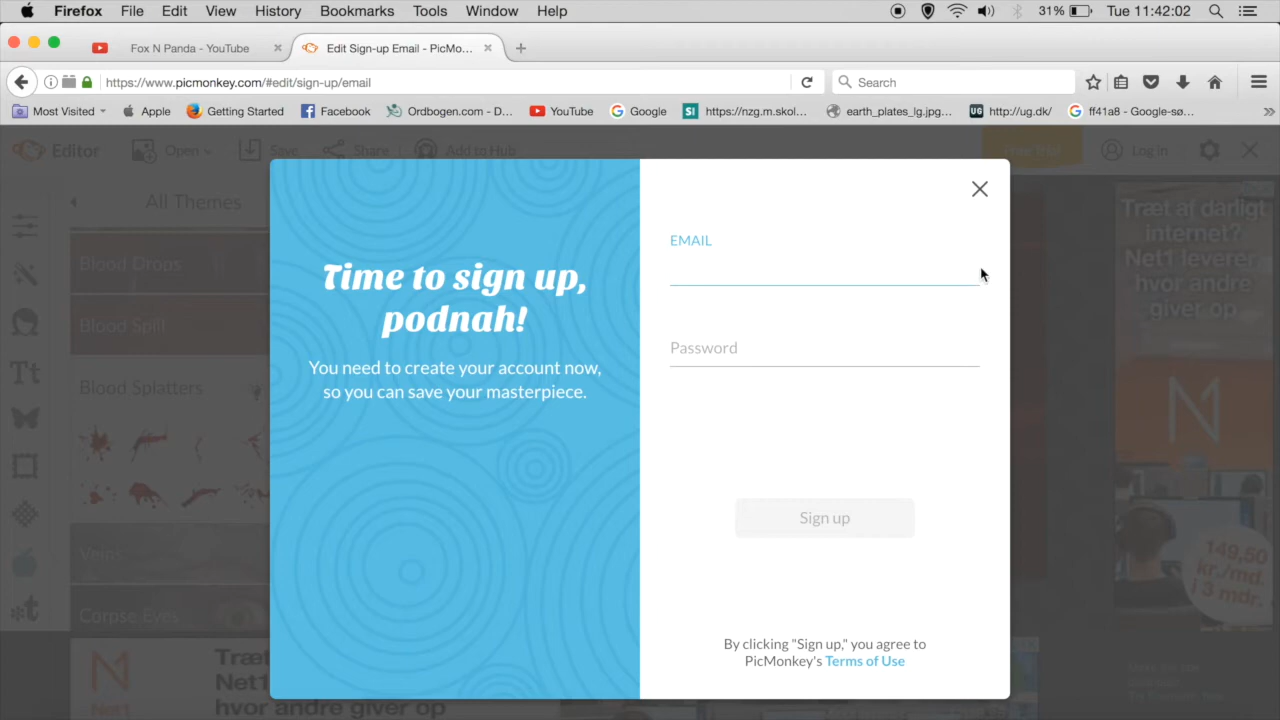 Firefox File Edit View History Bookmarks Tools Window Help 31% Tue 11:42:02
Fox N Panda - YouTube Edit Sign-up Email - PicMo...
https://www.picmonkey.com/#edit/sign-up/email Search
Most Visited Apple Getting Started Facebook Ordbogen.com - D... YouTube Google https://nzg.m.skol... earth_plates_lg.jpg... http://ug.dk/ ff41a8 - Google-sø...
Editor Open Save Share Add to Hub Free trial Log in
All Themes
Blood Drops
Blood Spill
Blood Splatters
Veins
Corpse Eyes
Time to sign up,
podnah!
You need to create your account now,
so you can save your masterpiece.
EMAIL
Password
Sign up
By clicking "Sign up," you agree to
PicMonkey's Terms of Use
Træt af dårligt
internet?
Net1 leverer
hvor andre
giver op
149,50
kr./md.
i 3 mdr.
Net1
Træt
Net1
hvor andre giver op